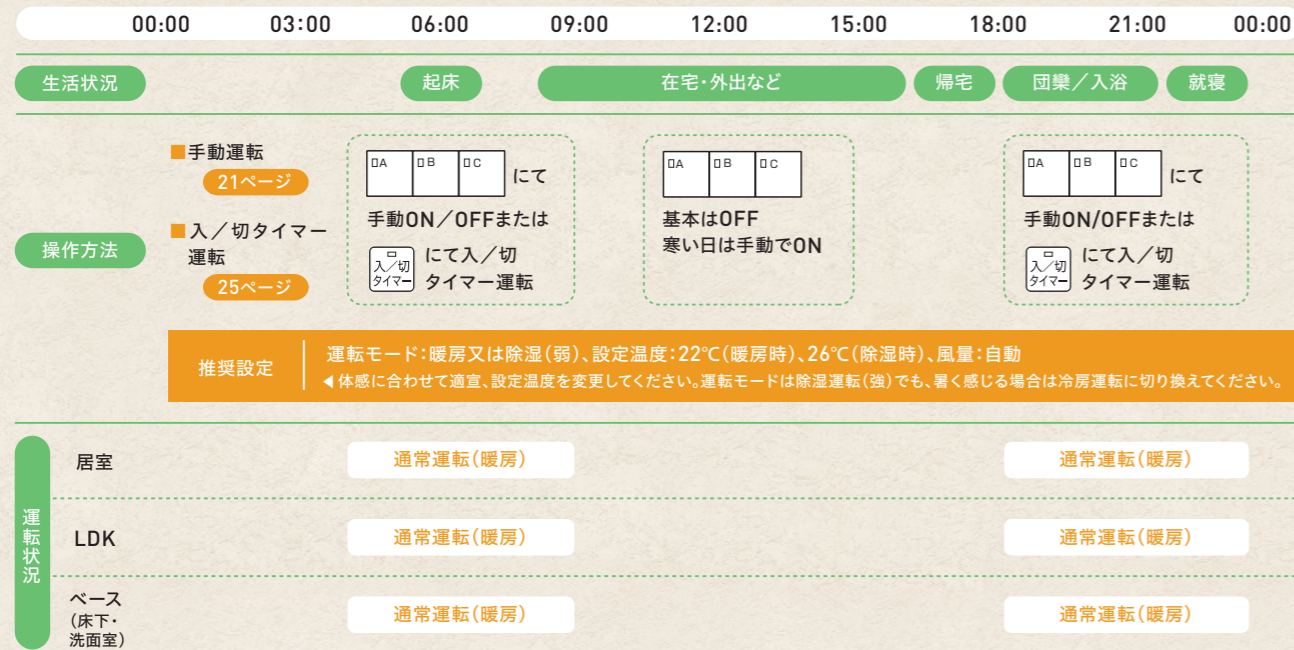 00:00 03:00 06:00 09:00 12:00 15:00 18:00 21:00 00:00
生活状況
起床
在宅・外出など
帰宅
団欒／入浴
就寝
操作方法
■手動運転
21ページ
■入／切タイマー
運転
25ページ
A B C にて
手動ON／OFFまたは
入／切
タイマー
にて入／切
タイマー運転
A B C
基本はOFF
寒い日は手動でON
A B C にて
手動ON/OFFまたは
入／切
タイマー
にて入／切
タイマー運転
推奨設定
運転モード：暖房又は除湿（弱）、設定温度：22℃（暖房時）、26℃（除湿時）、風量：自動
◀体感に合わせて適宣、設定温度を変更してください。運転モードは除湿運転（強）でも、暑く感じる場合は冷房運転に切り換えてください。
運転状況
居室
通常運転（暖房） 通常運転（暖房）
LDK
通常運転（暖房） 通常運転（暖房）
ベース
（床下・
洗面室）
通常運転（暖房） 通常運転（暖房）